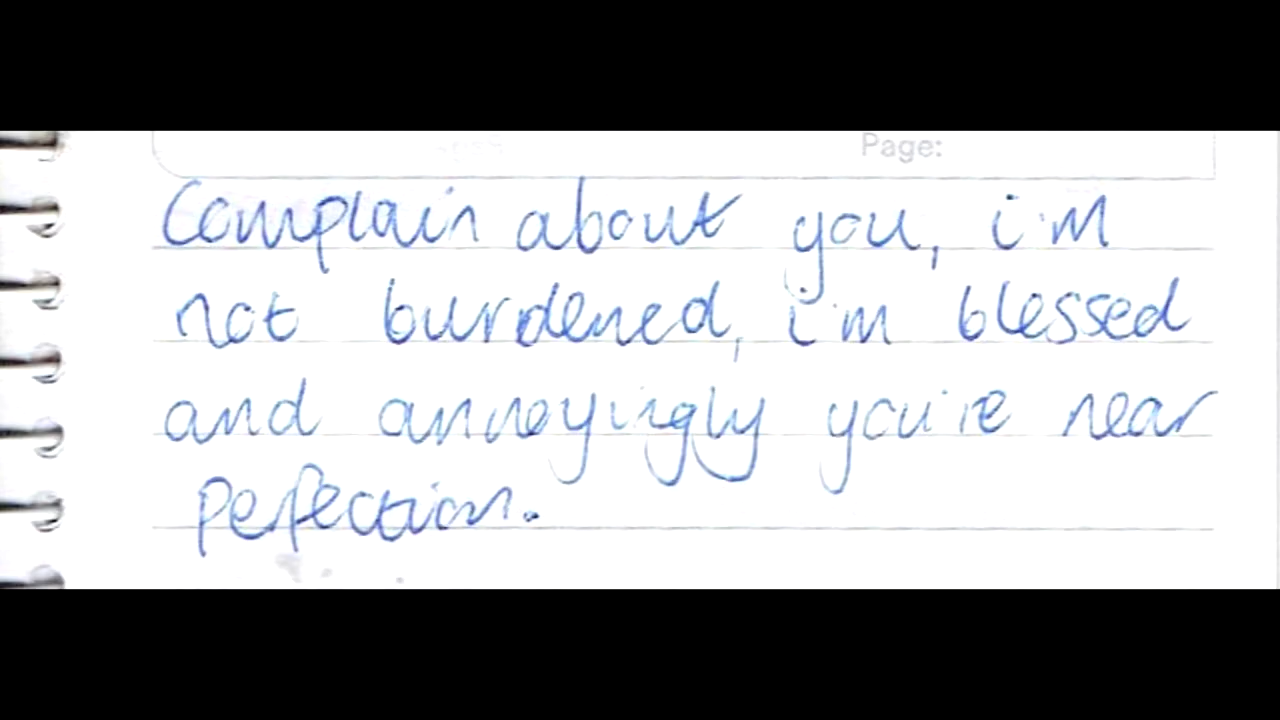 Page:
Complain about you, i'm
not burdened, i'm blessed
and annoyingly you're near
perfection.